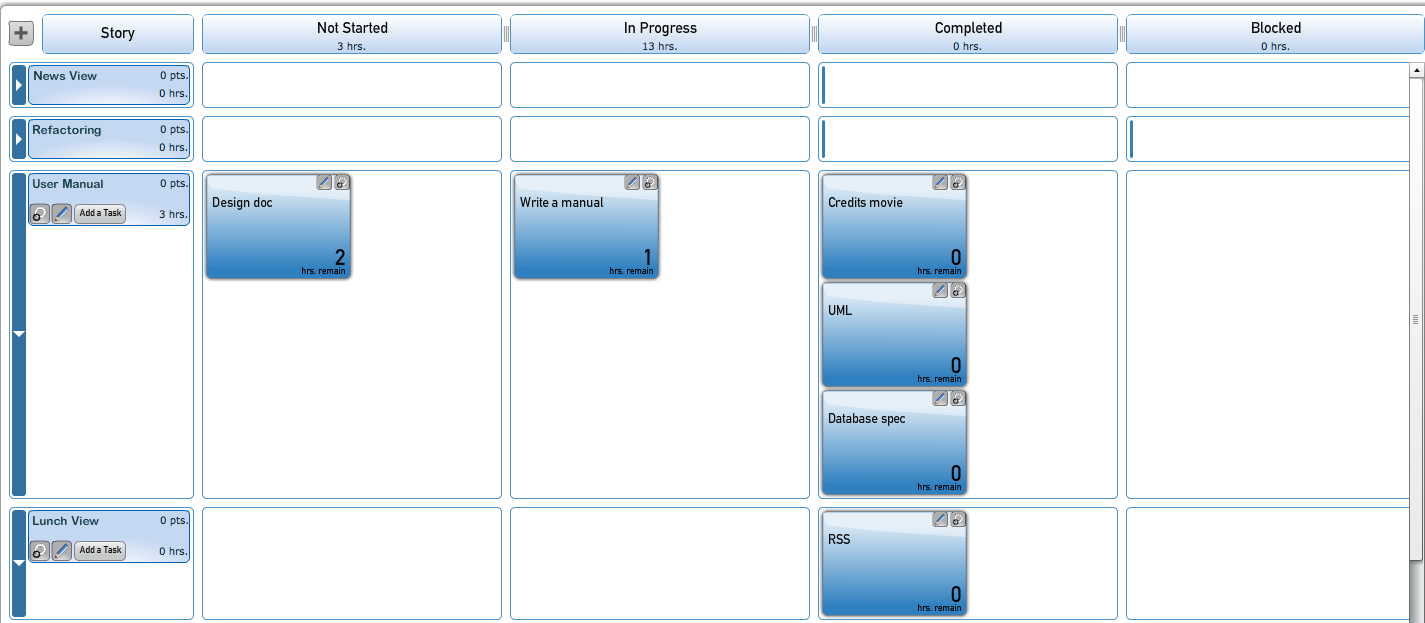 Story
Not Started
3 hrs.
In Progress
13 hrs.
Completed
0 hrs.
Blocked
0 hrs.
News View 0 pts.
0 hrs.
Refactoring 0 pts.
0 hrs.
User Manual 0 pts.
Add a Task 3 hrs.
Design doc
2
hrs. remain
Write a manual
1
hrs. remain
Credits movie
0
hrs. remain
UML
0
hrs. remain
Database spec
0
hrs. remain
Lunch View 0 pts.
Add a Task 0 hrs.
RSS
0
hrs. remain